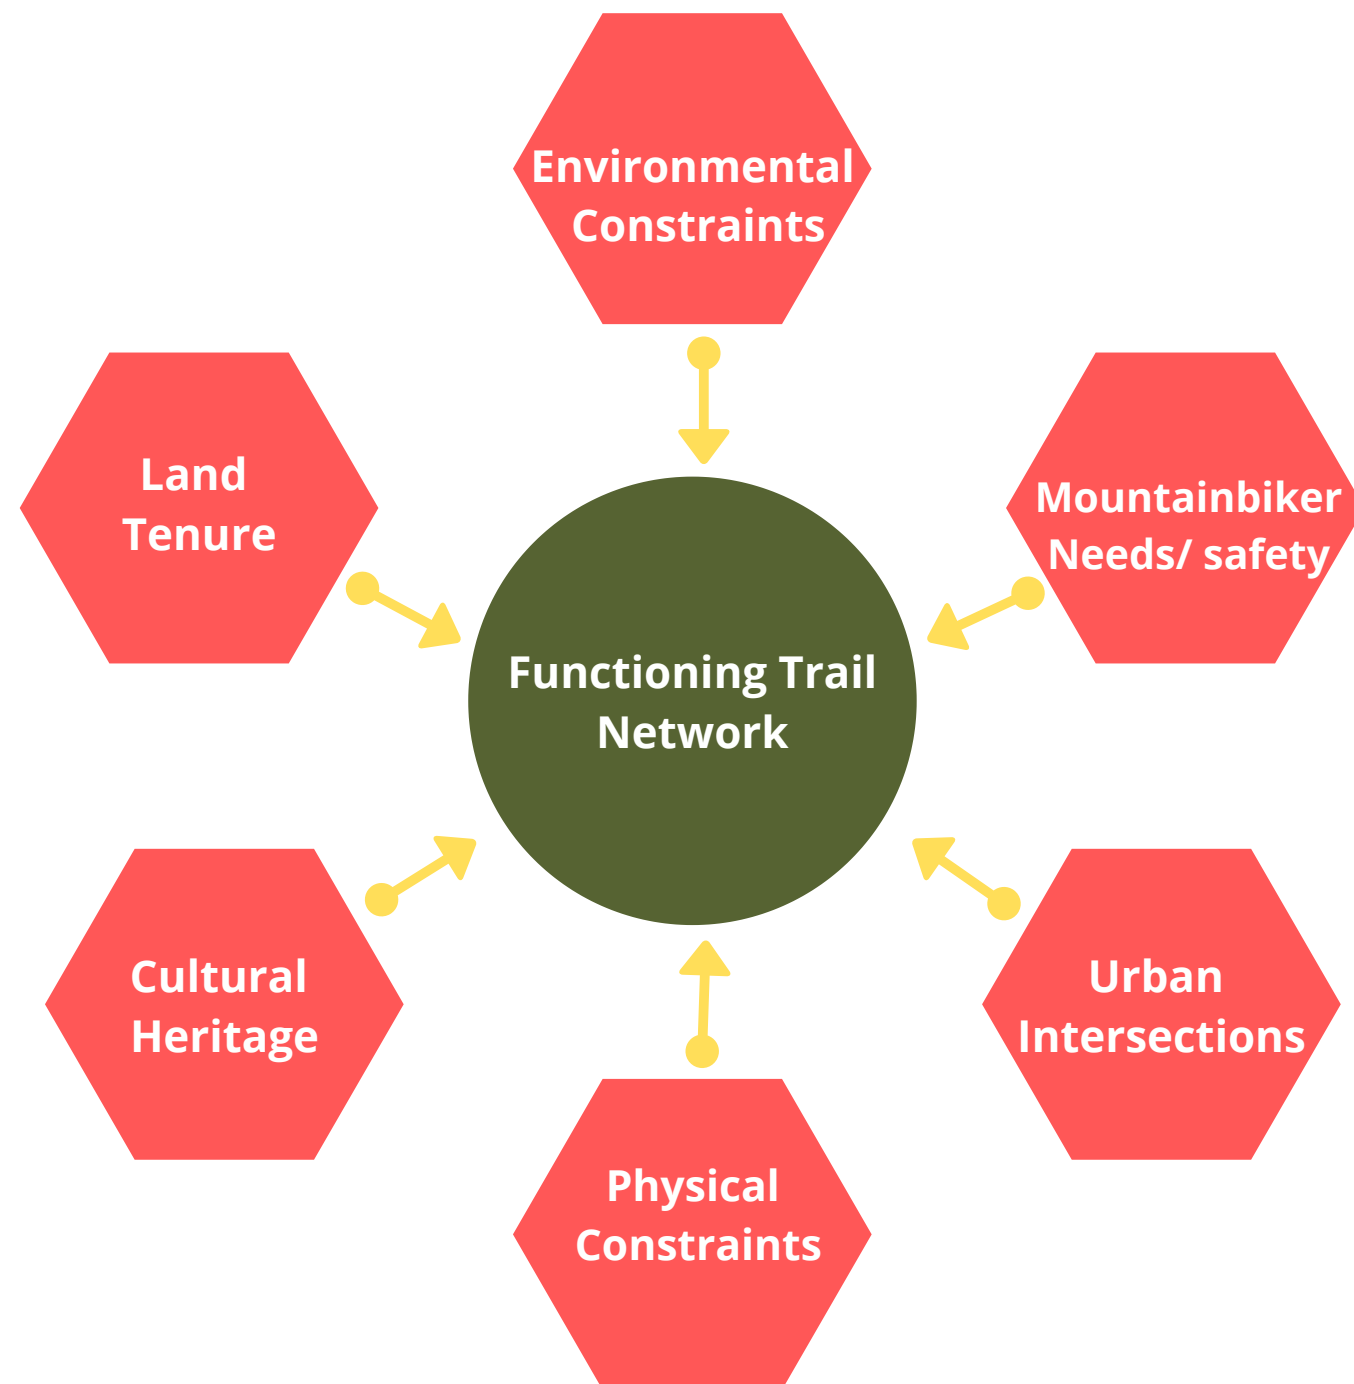 Environmental
Constraints
Land
Tenure
Mountainbiker
Needs/ safety
Functioning Trail
Network
Cultural
Heritage
Urban
Intersections
Physical
Constraints